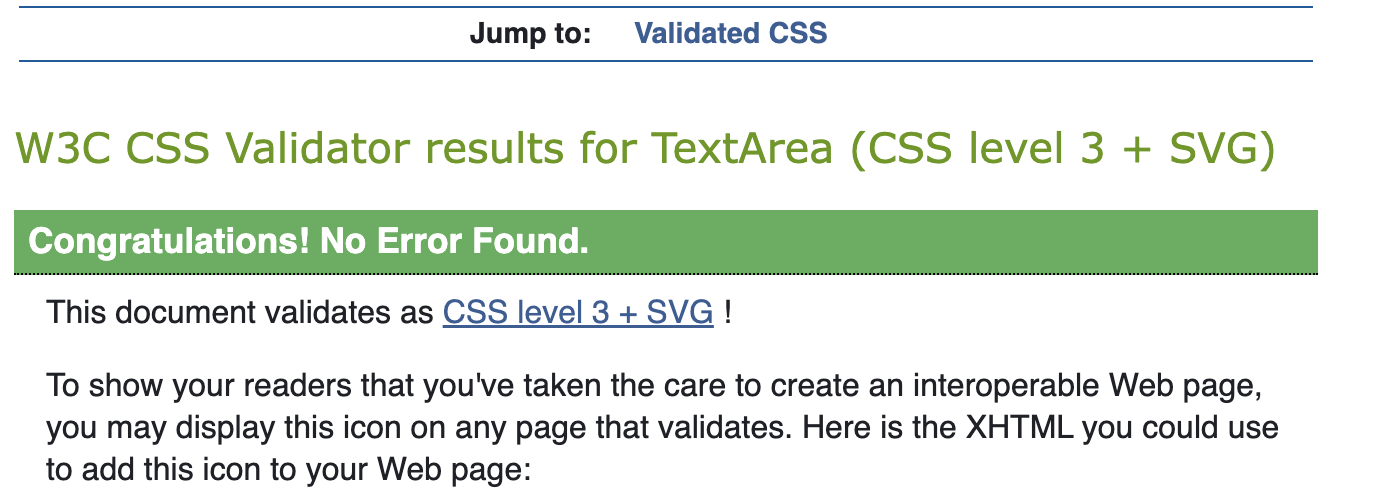 Jump to: Validated CSS
W3C CSS Validator results for TextArea (CSS level 3 + SVG)
Congratulations! No Error Found.
This document validates as CSS level 3 + SVG !
To show your readers that you've taken the care to create an interoperable Web page,
you may display this icon on any page that validates. Here is the XHTML you could use
to add this icon to your Web page: